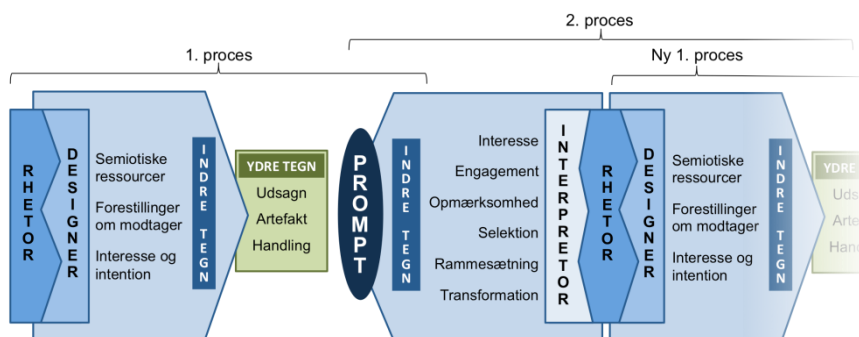 2. proces
1. proces
Ny 1. proces
RHETOR
DESIGNER
Semiotiske
ressourcer
Forestillinger
om modtager
Interesse og
intention
INDRE TEGN
YDRE TEGN
Udsagn
Artefakt
Handling
PROMPT
INDRE TEGN
Interesse
Engagement
Opmærksomhed
Selektion
Rammesætning
Transformation
INTERPRETOR
RHETOR
DESIGNER
Semiotiske
ressourcer
Forestillinger
om modtager
Interesse og
intention
INDRE TEGN
YDRE